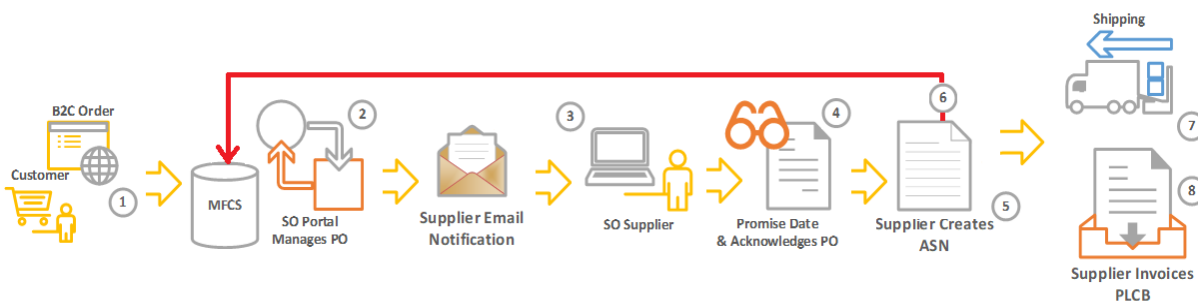 B2C Order
Customer
1
MFCS
2
SO Portal
Manages PO
Supplier Email
Notification
3
SO Supplier
4
Promise Date
& Acknowledges PO
6
5
Supplier Creates
ASN
Shipping
7
8
Supplier Invoices
PLCB